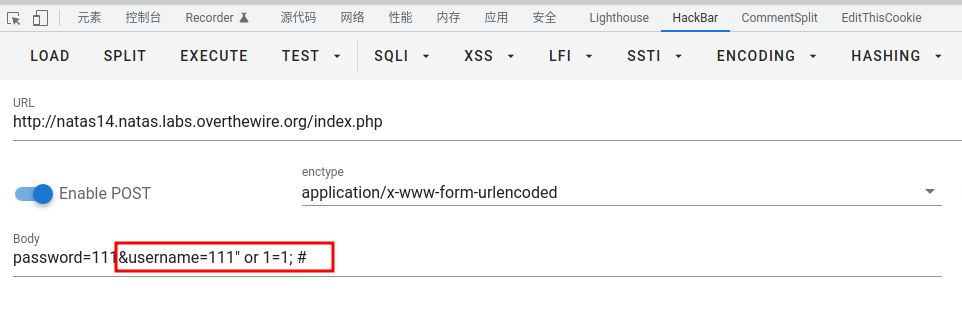 元素 控制台 Recorder 源代码 网络 性能 内存 应用 安全 Lighthouse HackBar CommentSplit EditThisCookie
LOAD SPLIT EXECUTE TEST SQLI XSS LFI SSTI ENCODING HASHING
URL
http://natas14.natas.labs.overthewire.org/index.php
enctype
Enable POST application/x-www-form-urlencoded
Body
password=111&username=111" or 1=1; #